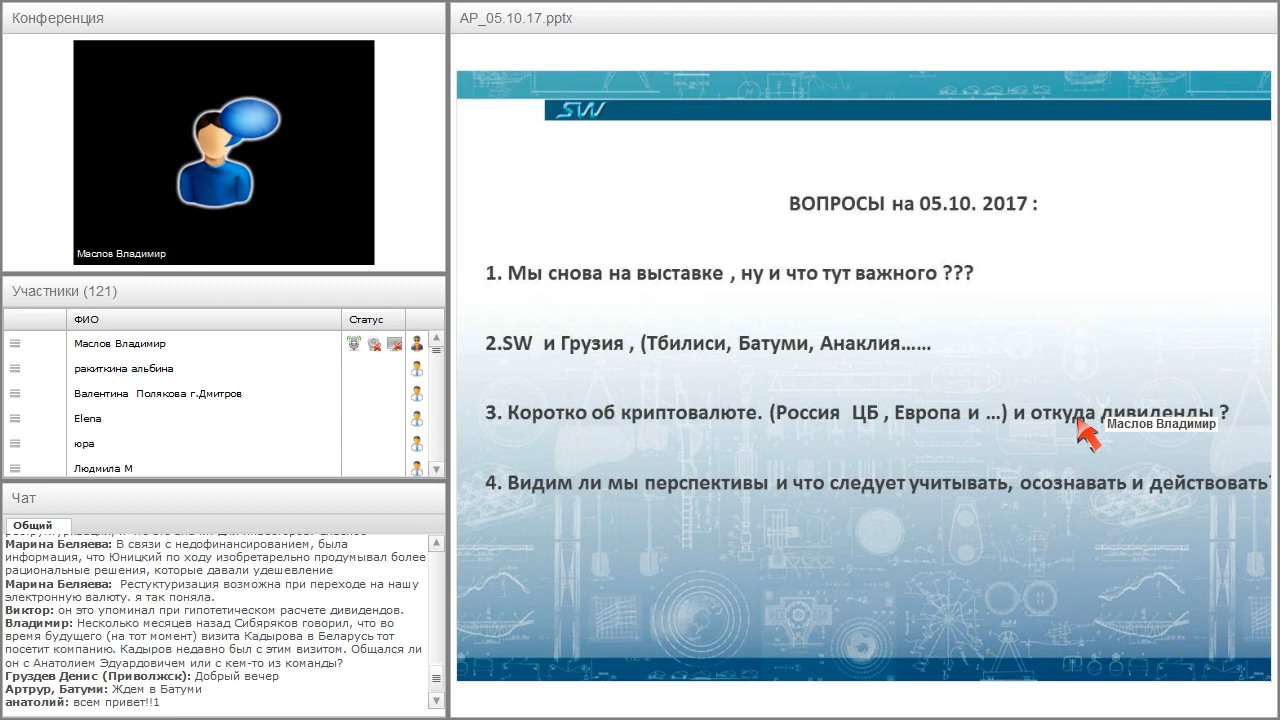 Конференция
Маслов Владимир
Участники (121)
ФИО
Статус
Маслов Владимир
ракиткина альбина
Валентина Полякова г.Дмитров
Elena
юра
Людмила М
Чат
Общий
Марина Беляева: В связи с недофинансированием, была
информация, что Юницкий по ходу изобретарельно продумывал более
рациональные решения, которые давали удешевление
Марина Беляева: Рестуктуризация возможна при переходе на нашу
электронную валюту. я так поняла.
Виктор: он это упоминал при гипотетическом расчете дивидендов.
Владимир: Несколько месяцев назад Сибяряков говорил, что во
время будущего (на тот момент) визита Кадырова в Беларусь тот
посетит компанию. Кадыров недавно был с этим визитом. Общался ли
он с Анатолием Эдуардовичем или с кем-то из команды?
Груздев Денис (Приволжск): Добрый вечер
Артрур, Батуми: Ждем в Батуми
анатолий: всем привет!!1
AP_05.10.17.pptx
SW
ВОПРОСЫ на 05.10. 2017 :
1. Мы снова на выставке , ну и что тут важного ???
2.SW и Грузия , (Тбилиси, Батуми, Анаклия......
3. Коротко об криптовалюте. (Россия ЦБ , Европа и ...) и откуда дивиденды ?
Маслов Владимир
4. Видим ли мы перспективы и что следует учитывать, осознавать и действовать?